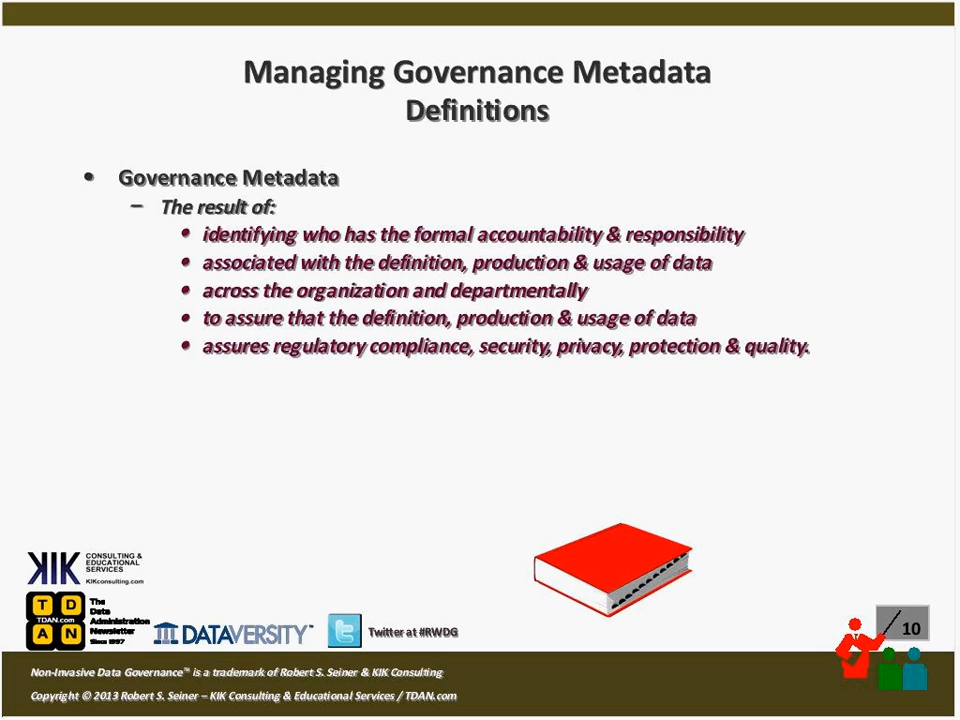 Managing Governance Metadata
Definitions
• Governance Metadata
– The result of:
• identifying who has the formal accountability & responsibility
• associated with the definition, production & usage of data
• across the organization and departmentally
• to assure that the definition, production & usage of data
• assures regulatory compliance, security, privacy, protection & quality.
KIK CONSULTING &
EDUCATIONAL
SERVICES
KIKconsulting.com
T D
TDAN.com
A N
The
Data
Administration
Newsletter
Since 1997
DATAVERSITY™
Twitter at #RWDG
10
Non-Invasive Data Governance™ is a trademark of Robert S. Seiner & KIK Consulting
Copyright © 2013 Robert S. Seiner – KIK Consulting & Educational Services / TDAN.com